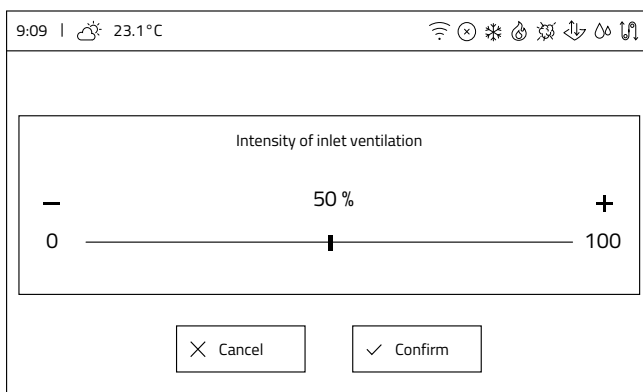 9:09 | 23.1°C
Intensity of inlet ventilation
50 %
− +
0 100
Cancel Confirm